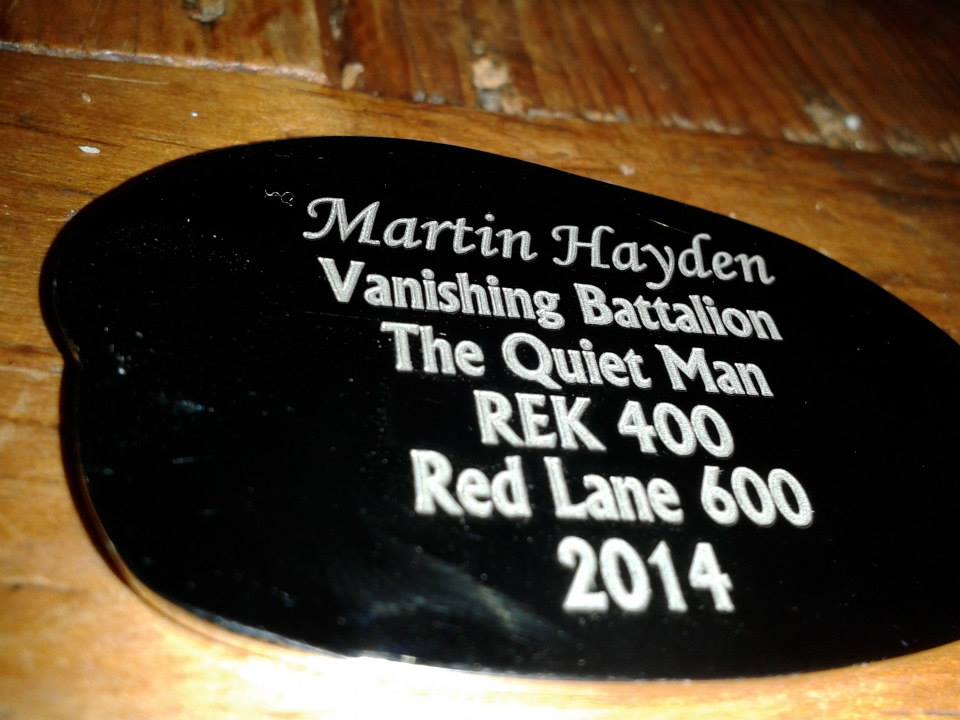 Martin Hayden
Vanishing Battalion
The Quiet Man
REK 400
Red Lane 600
2014